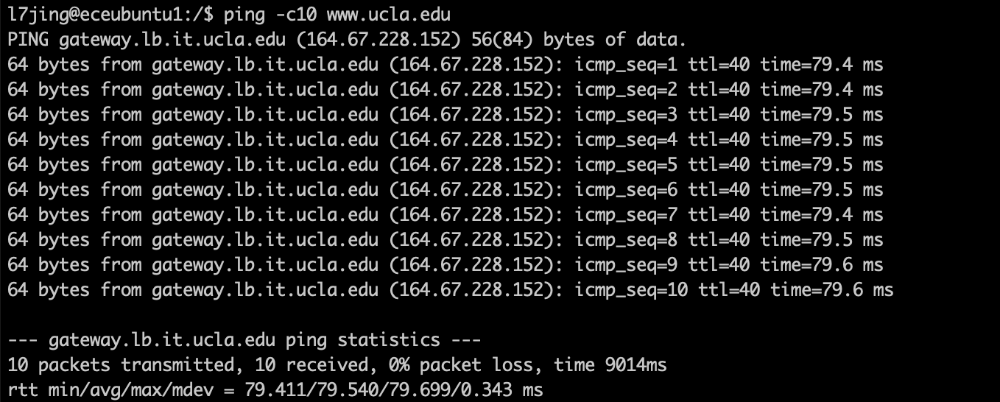 l7jing@eceubuntu1:/$ ping -c10 www.ucla.edu
PING gateway.lb.it.ucla.edu (164.67.228.152) 56(84) bytes of data.
64 bytes from gateway.lb.it.ucla.edu (164.67.228.152): icmp_seq=1 ttl=40 time=79.4 ms
64 bytes from gateway.lb.it.ucla.edu (164.67.228.152): icmp_seq=2 ttl=40 time=79.4 ms
64 bytes from gateway.lb.it.ucla.edu (164.67.228.152): icmp_seq=3 ttl=40 time=79.5 ms
64 bytes from gateway.lb.it.ucla.edu (164.67.228.152): icmp_seq=4 ttl=40 time=79.5 ms
64 bytes from gateway.lb.it.ucla.edu (164.67.228.152): icmp_seq=5 ttl=40 time=79.5 ms
64 bytes from gateway.lb.it.ucla.edu (164.67.228.152): icmp_seq=6 ttl=40 time=79.5 ms
64 bytes from gateway.lb.it.ucla.edu (164.67.228.152): icmp_seq=7 ttl=40 time=79.4 ms
64 bytes from gateway.lb.it.ucla.edu (164.67.228.152): icmp_seq=8 ttl=40 time=79.5 ms
64 bytes from gateway.lb.it.ucla.edu (164.67.228.152): icmp_seq=9 ttl=40 time=79.6 ms
64 bytes from gateway.lb.it.ucla.edu (164.67.228.152): icmp_seq=10 ttl=40 time=79.6 ms
--- gateway.lb.it.ucla.edu ping statistics ---
10 packets transmitted, 10 received, 0% packet loss, time 9014ms
rtt min/avg/max/mdev = 79.411/79.540/79.699/0.343 ms